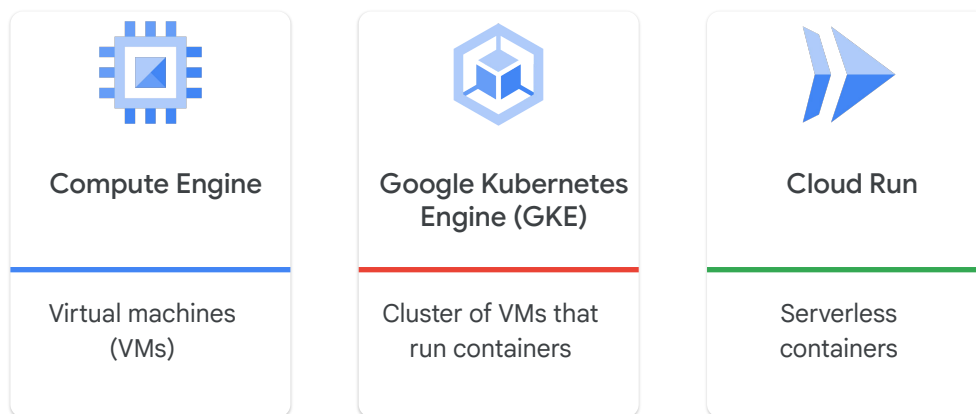 Compute Engine
Virtual machines
(VMs)
Google Kubernetes
Engine (GKE)
Cluster of VMs that
run containers
Cloud Run
Serverless
containers